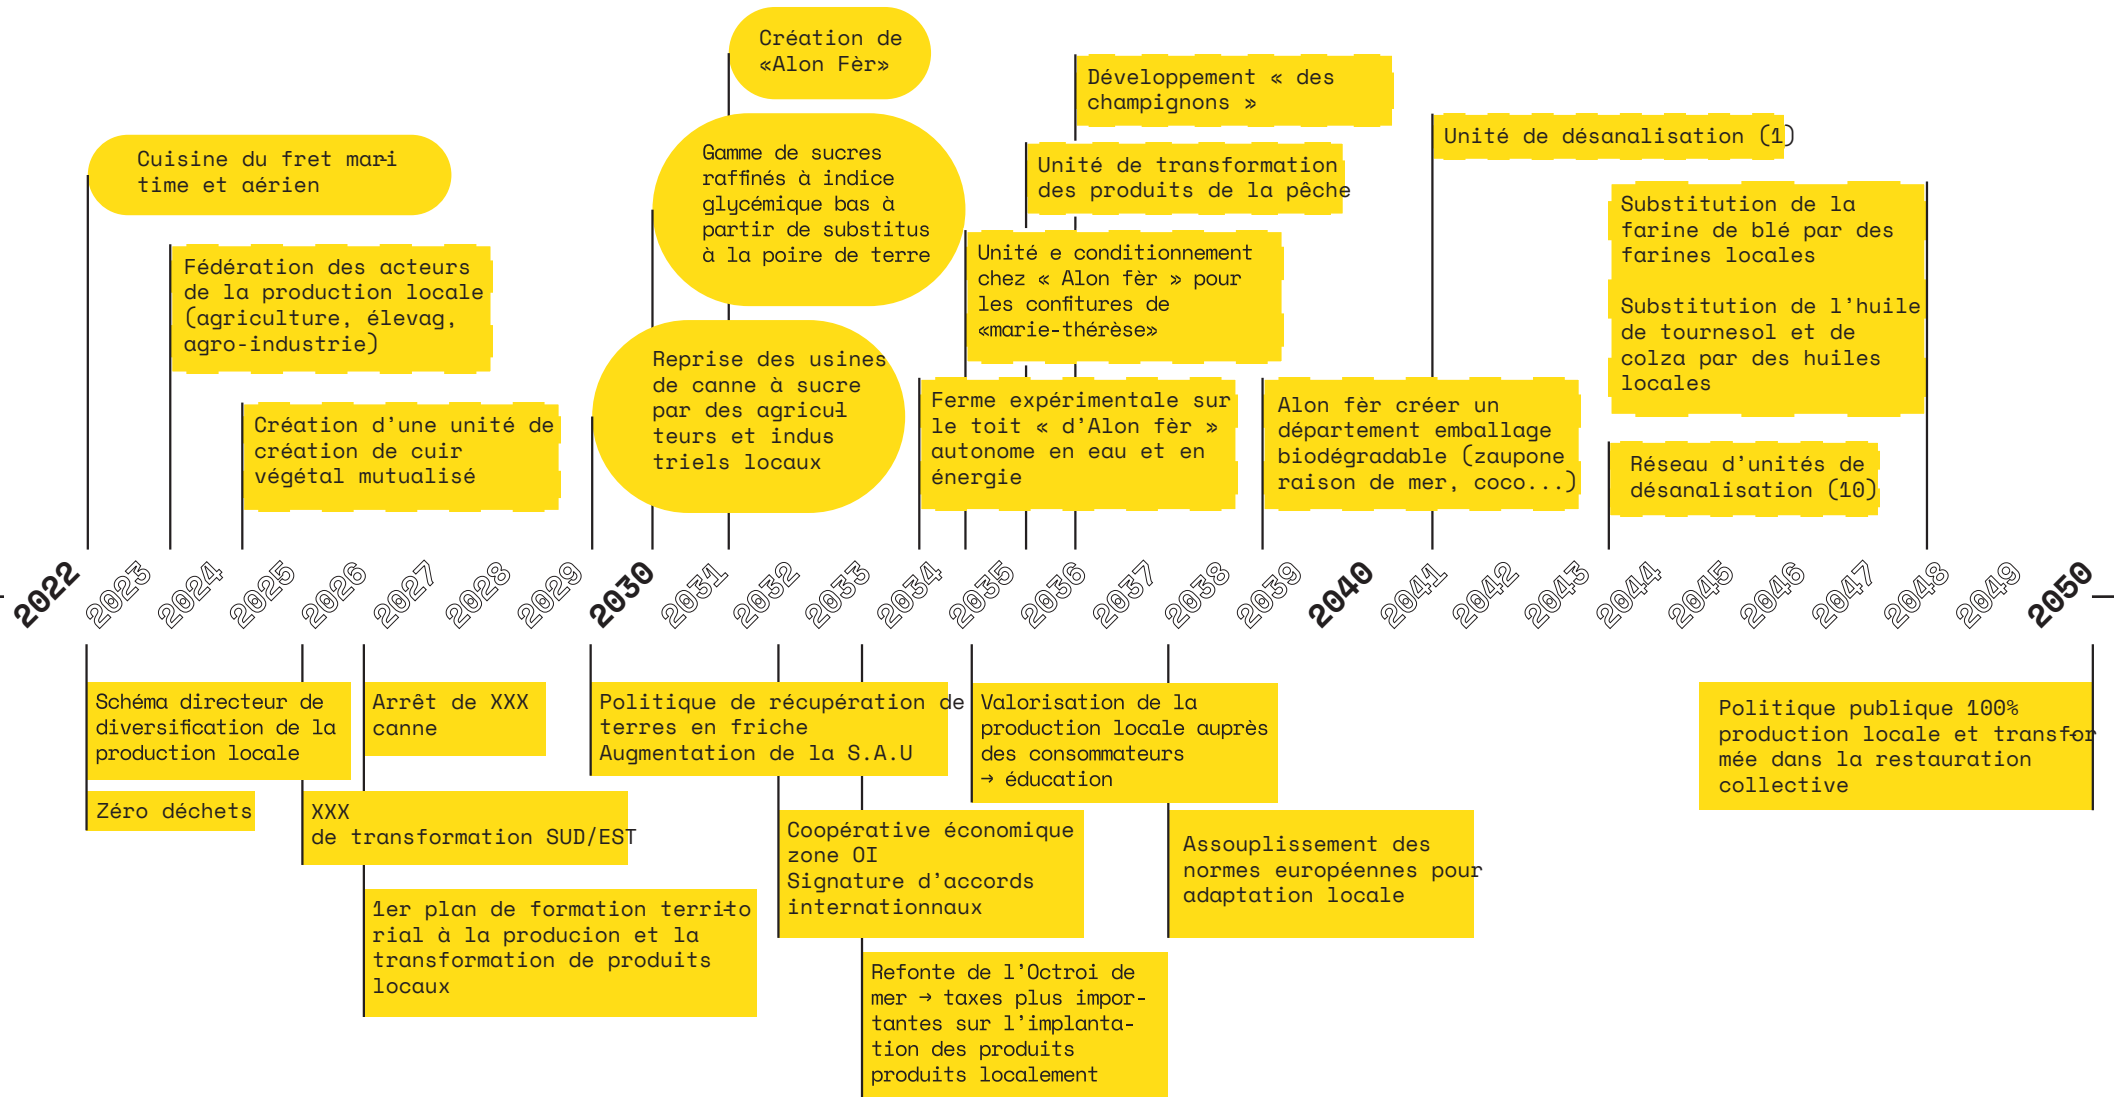 Création de
«Alon Fèr»
Développement « des
champignons »
Cuisine du fret mari
time et aérien
Gamme de sucres
raffinés à indice
glycémique bas à
partir de substitus
à la poire de terre
Unité de transformation
des produits de la pêche
Unité de désanalisation (1)
Substitution de la
farine de blé par des
farines locales
Substitution de l'huile
de tournesol et de
colza par des huiles
locales
Fédération des acteurs
de la production locale
(agriculture, élevag,
agro-industrie)
Unité e conditionnement
chez « Alon fèr » pour
les confitures de
«marie-thérèse»
Reprise des usines
de canne à sucre
par des agricul
teurs et indus
triels locaux
Création d'une unité de
création de cuir
végétal mutualisé
Ferme expérimentale sur
le toit « d'Alon fèr »
autonome en eau et en
énergie
Alon fèr créer un
département emballage
biodégradable (zaupone
raison de mer, coco...)
Réseau d'unités de
désanalisation (10)
2022
2023
2024
2025
2026
2027
2028
2029
2030
2031
2032
2033
2034
2035
2036
2037
2038
2039
2040
2041
2042
2043
2044
2045
2046
2047
2048
2049
2050
Schéma directeur de
diversification de la
production locale
Zéro déchets
Arrêt de XXX
canne
XXX
de transformation SUD/EST
1er plan de formation territo
rial à la producion et la
transformation de produits
locaux
Politique de récupération de
terres en friche
Augmentation de la S.A.U
Coopérative économique
zone OI
Signature d'accords
internationnaux
Refonte de l'Octroi de
mer → taxes plus impor-
tantes sur l'implanta-
tion des produits
produits localement
Valorisation de la
production locale auprès
des consommateurs
→ éducation
Assouplissement des
normes européennes pour
adaptation locale
Politique publique 100%
production locale et transfor
mée dans la restauration
collective